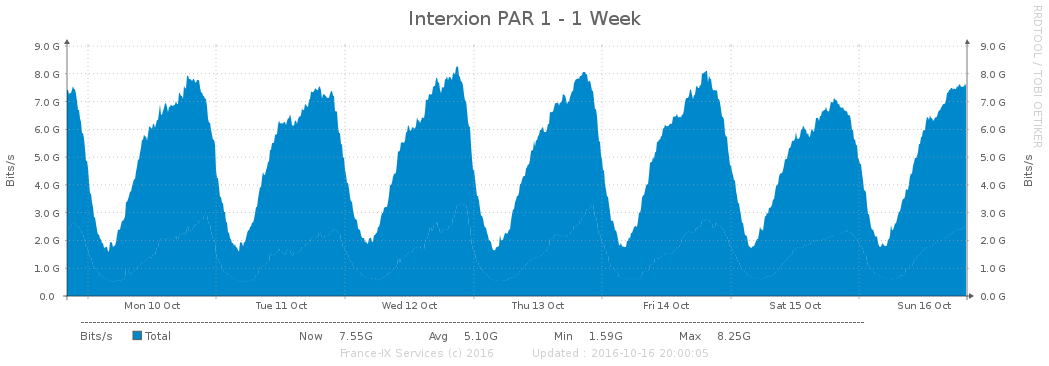 Interxion PAR 1 - 1 Week
RRDTOOL / TOBI OETIKER
9.0 G 9.0 G
8.0 G 8.0 G
7.0 G 7.0 G
6.0 G 6.0 G
5.0 G 5.0 G
4.0 G 4.0 G
3.0 G 3.0 G
2.0 G 2.0 G
1.0 G 1.0 G
0.0 0.0 G
Bits/s
Bits/s
Mon 10 Oct Tue 11 Oct Wed 12 Oct Thu 13 Oct Fri 14 Oct Sat 15 Oct Sun 16 Oct
Bits/s Total Now 7.55G Avg 5.10G Min 1.59G Max 8.25G
France-IX Services (c) 2016 Updated : 2016-10-16 20:00:05